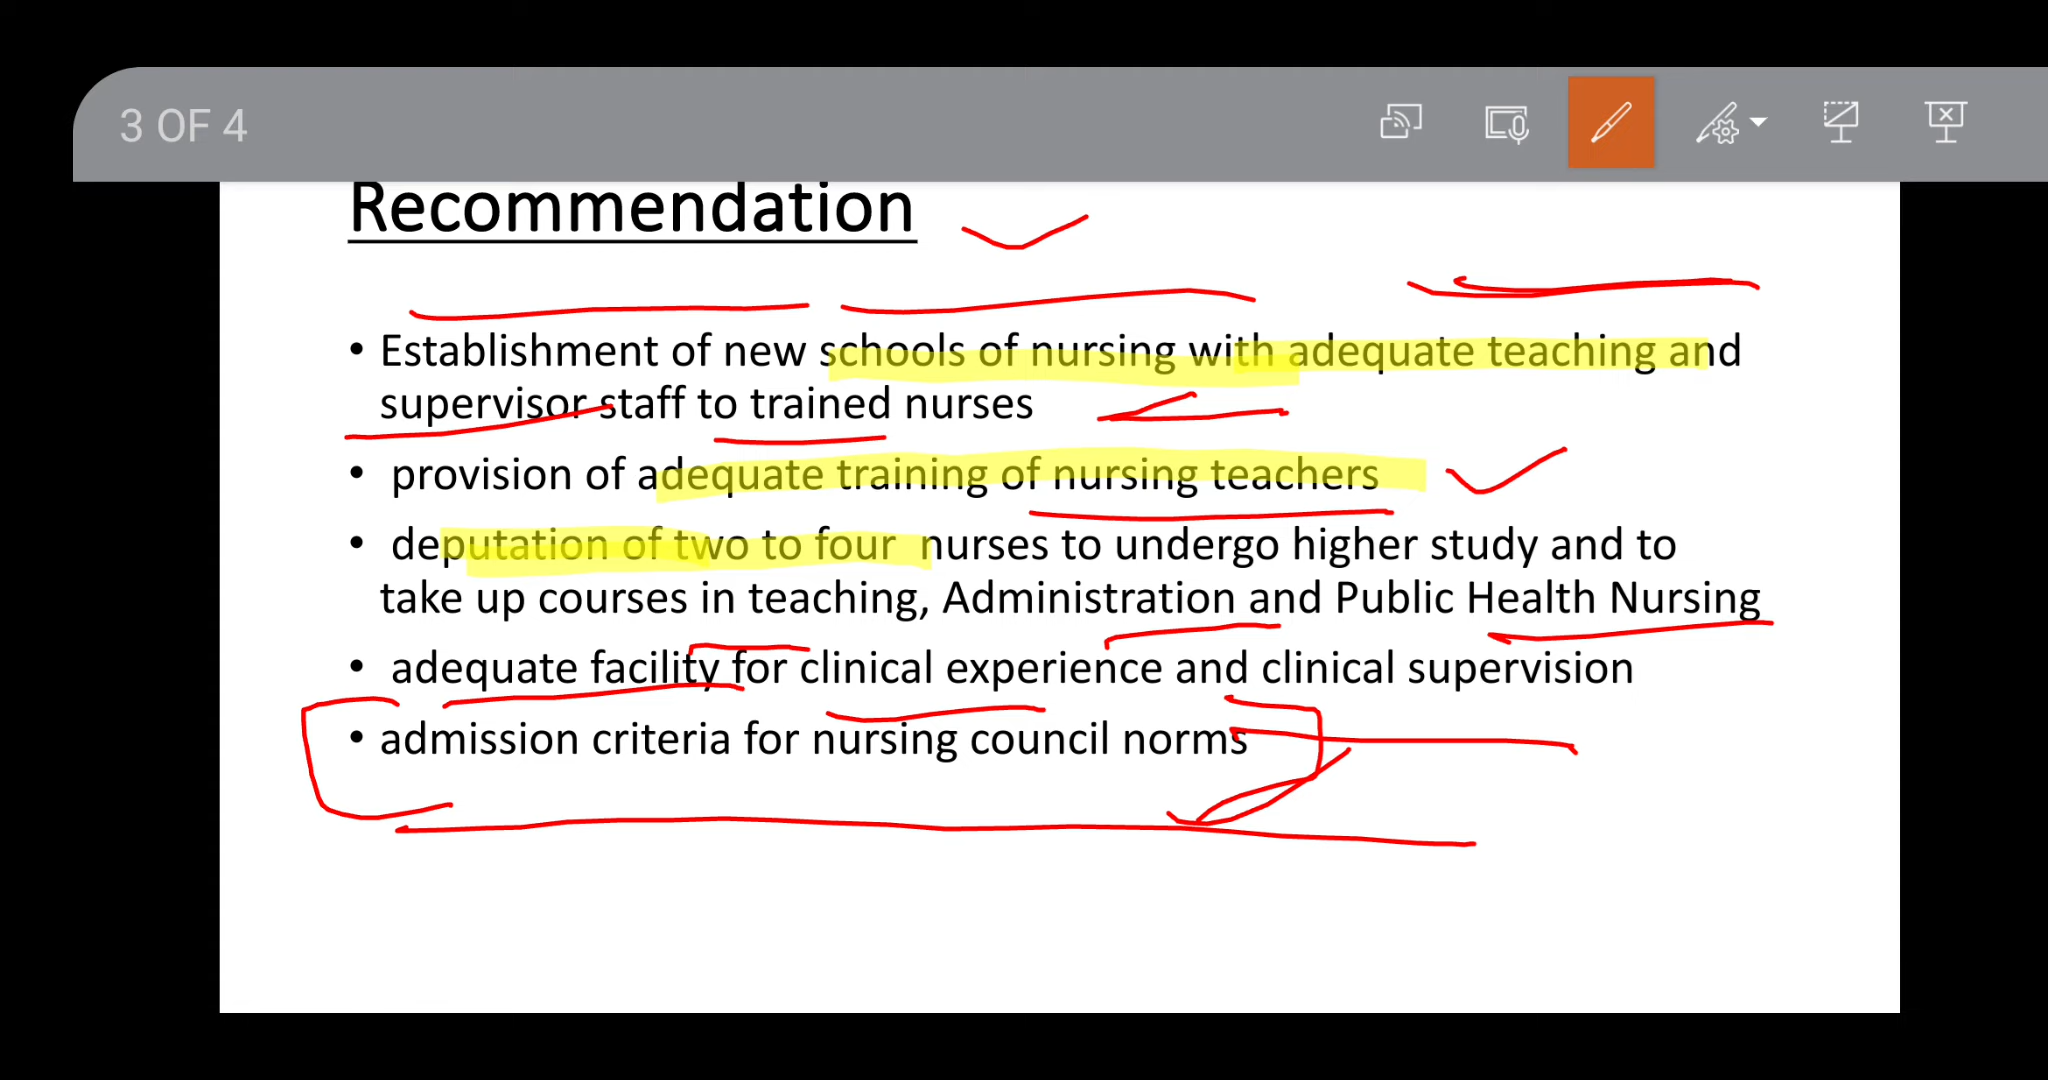 3 OF 4
Recommendation
• Establishment of new schools of nursing with adequate teaching and
supervisor staff to trained nurses
• provision of adequate training of nursing teachers
• deputation of two to four nurses to undergo higher study and to
take up courses in teaching, Administration and Public Health Nursing
• adequate facility for clinical experience and clinical supervision
• admission criteria for nursing council norms